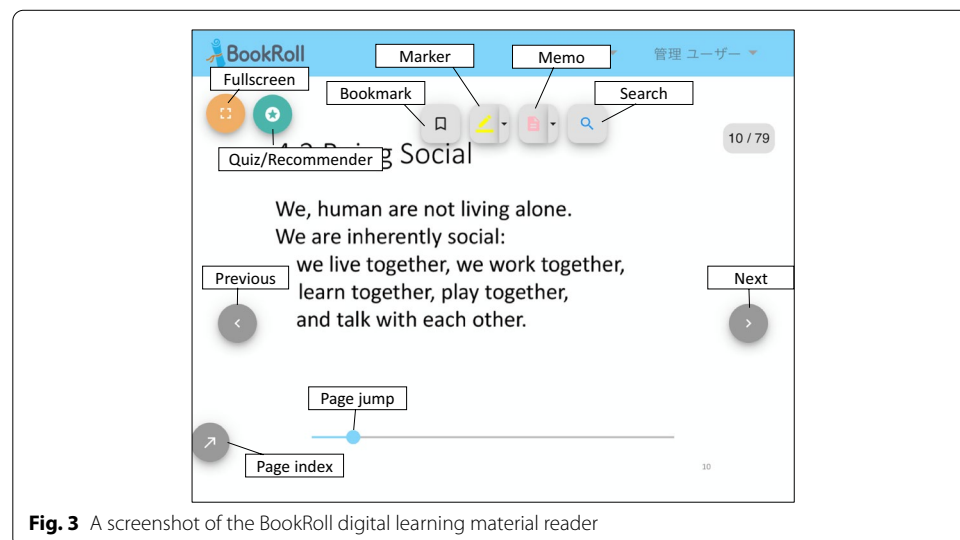 BookRoll
管理 ユーザー
Marker
Memo
Fullscreen
Bookmark
Search
10 / 79
Quiz/Recommender
g Social
We, human are not living alone.
We are inherently social:
we live together, we work together,
learn together, play together,
and talk with each other.
Previous
Next
Page jump
Page index
10
Fig. 3 A screenshot of the BookRoll digital learning material reader